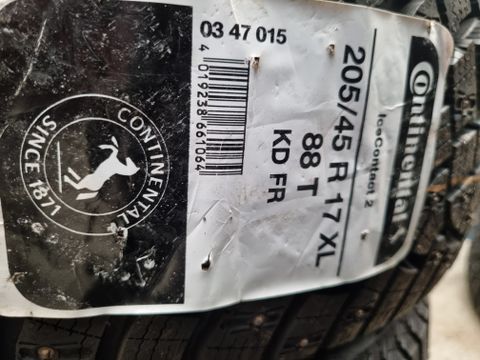 Continental
IceContact 2
205/45 R 17 XL
88 T
KD FR
03 47 015
4 019238 661064
CONTINENTAL
SINCE 1871